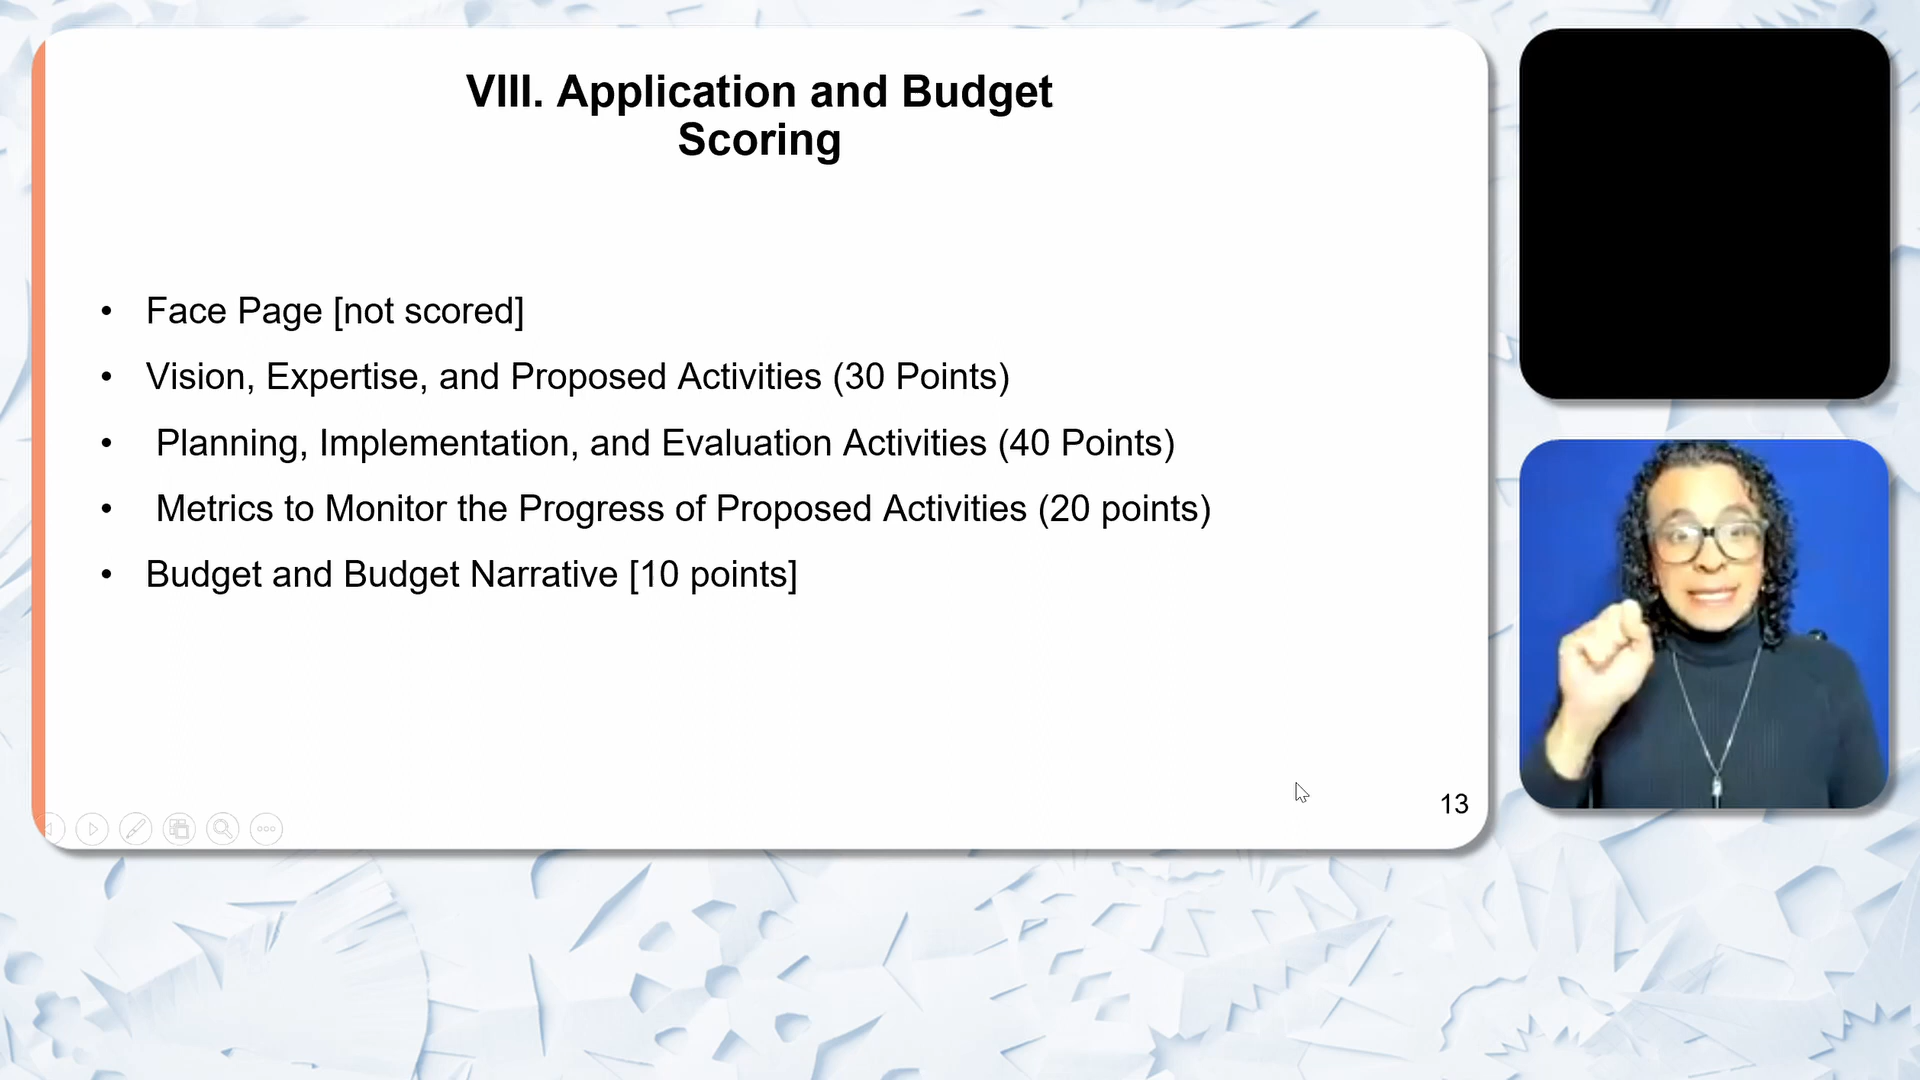 VIII. Application and Budget
Scoring
• Face Page [not scored]
• Vision, Expertise, and Proposed Activities (30 Points)
• Planning, Implementation, and Evaluation Activities (40 Points)
• Metrics to Monitor the Progress of Proposed Activities (20 points)
• Budget and Budget Narrative [10 points]
13